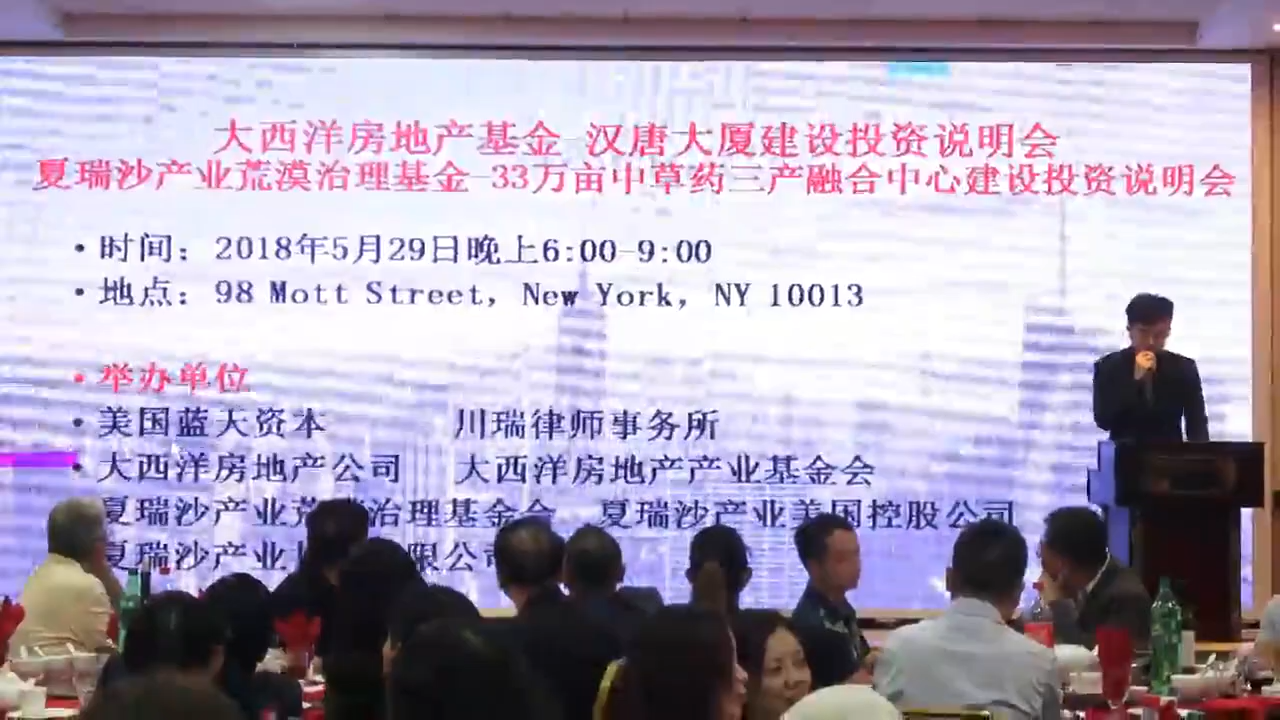 大西洋房地产基金-汉唐大厦建设投资说明会
夏瑞沙产业荒漠治理基金-33万亩中草药三产融合中心建设投资说明会
• 时间：2018年5月29日晚上6:00-9:00
• 地点：98 Mott Street, New York, NY 10013
• 举办单位
• 美国蓝天资本 川瑞律师事务所
• 大西洋房地产公司 大西洋房地产产业基金会
夏瑞沙产业荒漠治理基金会 夏瑞沙产业美国控股公司
夏瑞沙产业 限公司